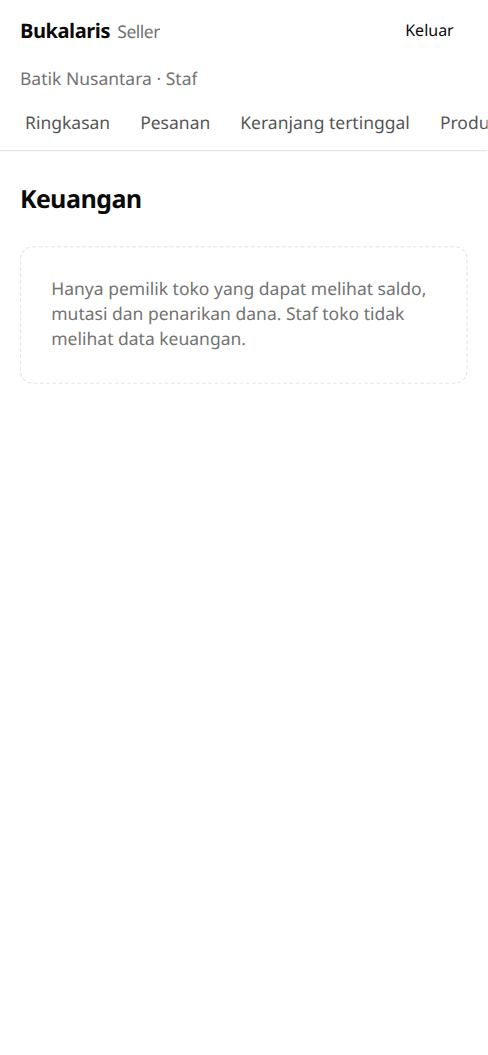 Bukalaris Seller
Keluar
Batik Nusantara · Staf
Ringkasan Pesanan Keranjang tertinggal Produ
Keuangan
Hanya pemilik toko yang dapat melihat saldo,
mutasi dan penarikan dana. Staf toko tidak
melihat data keuangan.